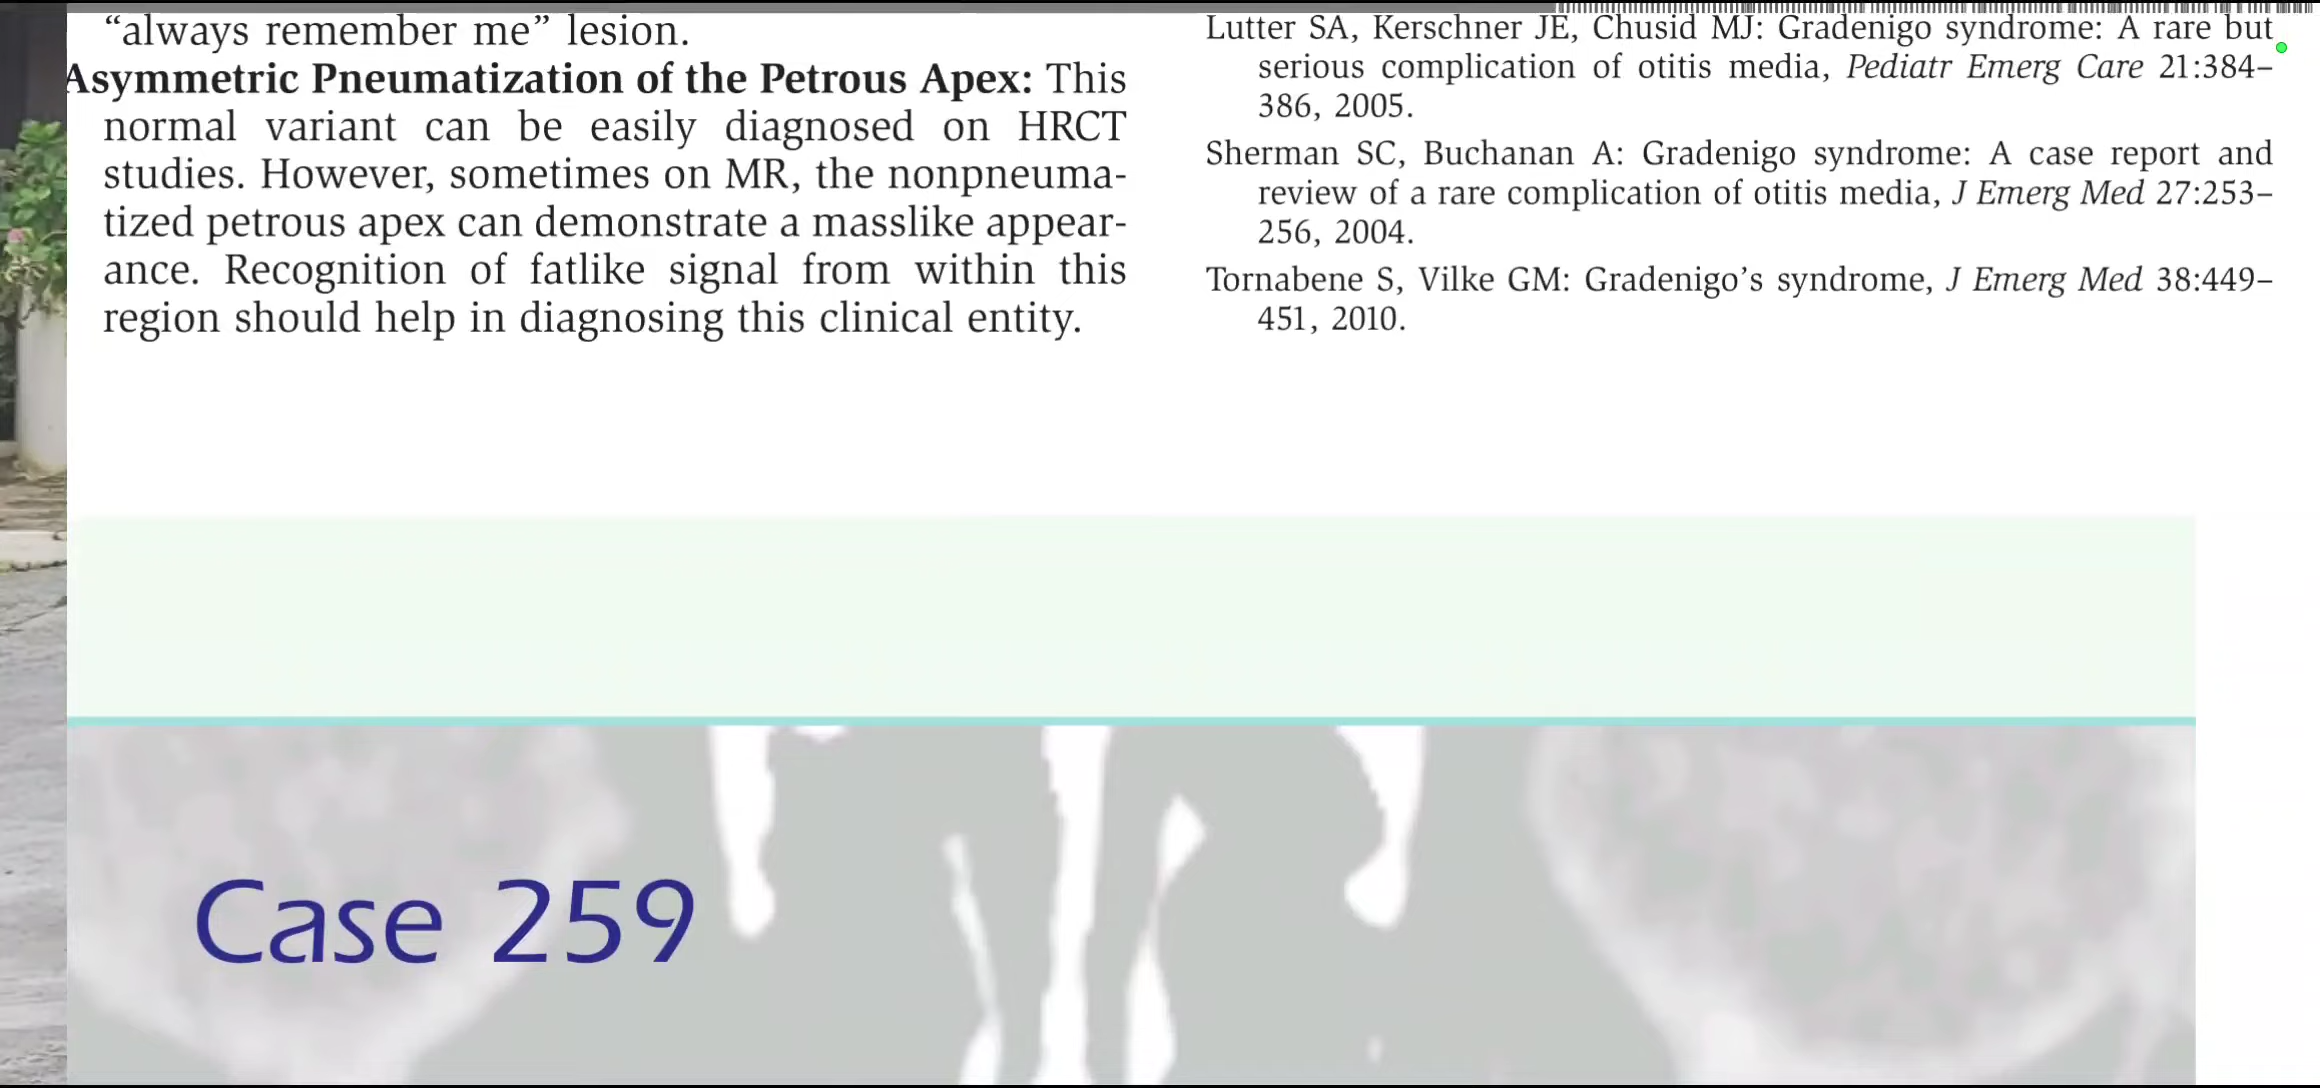 “always remember me” lesion.
Asymmetric Pneumatization of the Petrous Apex: This
normal variant can be easily diagnosed on HRCT
studies. However, sometimes on MR, the nonpneuma-
tized petrous apex can demonstrate a masslike appear-
ance. Recognition of fatlike signal from within this
region should help in diagnosing this clinical entity.
Lutter SA, Kerschner JE, Chusid MJ: Gradenigo syndrome: A rare but
serious complication of otitis media, Pediatr Emerg Care 21:384–
386, 2005.
Sherman SC, Buchanan A: Gradenigo syndrome: A case report and
review of a rare complication of otitis media, J Emerg Med 27:253–
256, 2004.
Tornabene S, Vilke GM: Gradenigo’s syndrome, J Emerg Med 38:449–
451, 2010.
Case 259